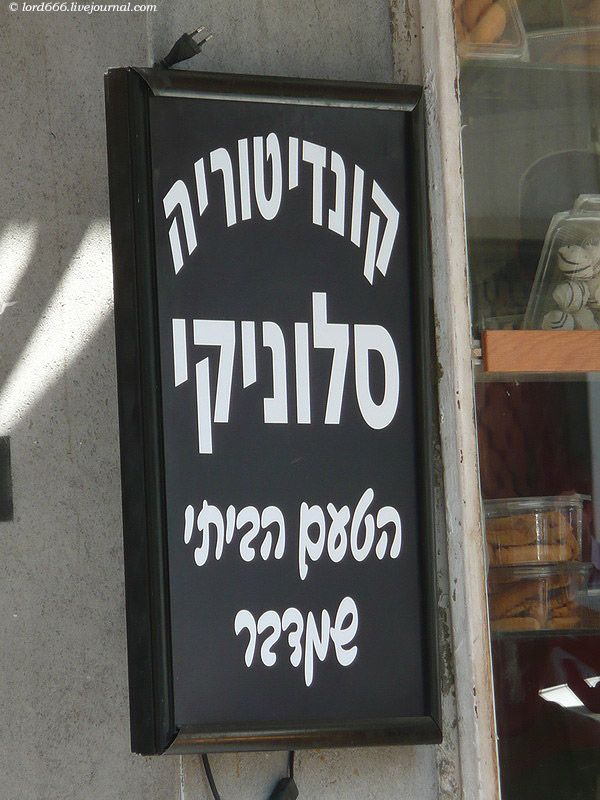 © lord666.livejournal.com
קונדיטוריה
סלוניקי
הטעם הביתי
שמדבר